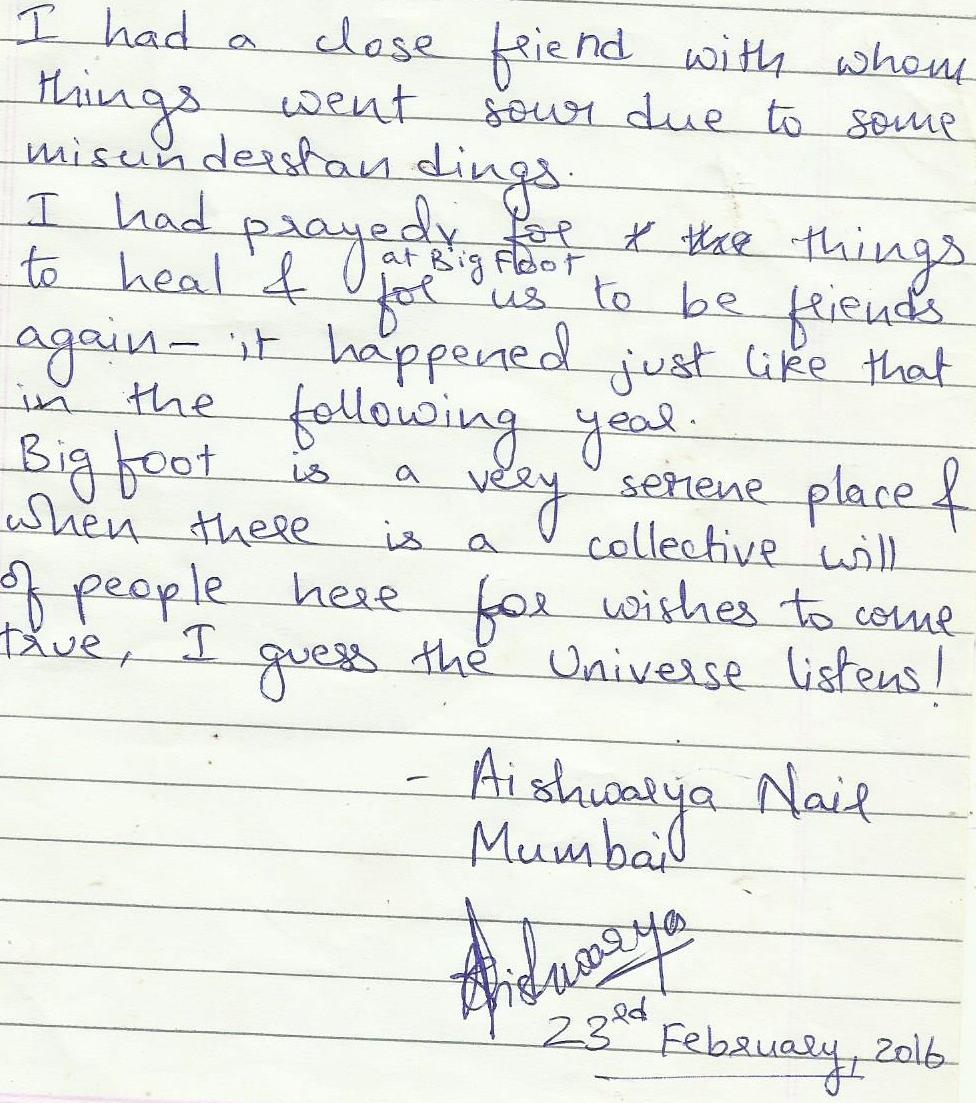 I had a close friend with whom
things went sour due to some
misunderstandings.
I had prayed for things
at Big Foot
to heal & for us to be friends
again – it happened just like that
in the following year.
Big foot is a very serene place &
when there is a collective will
of people here for wishes to come
true, I guess the Universe listens!
- Aishwarya Nair
Mumbai
Aishwarya
23rd February, 2016